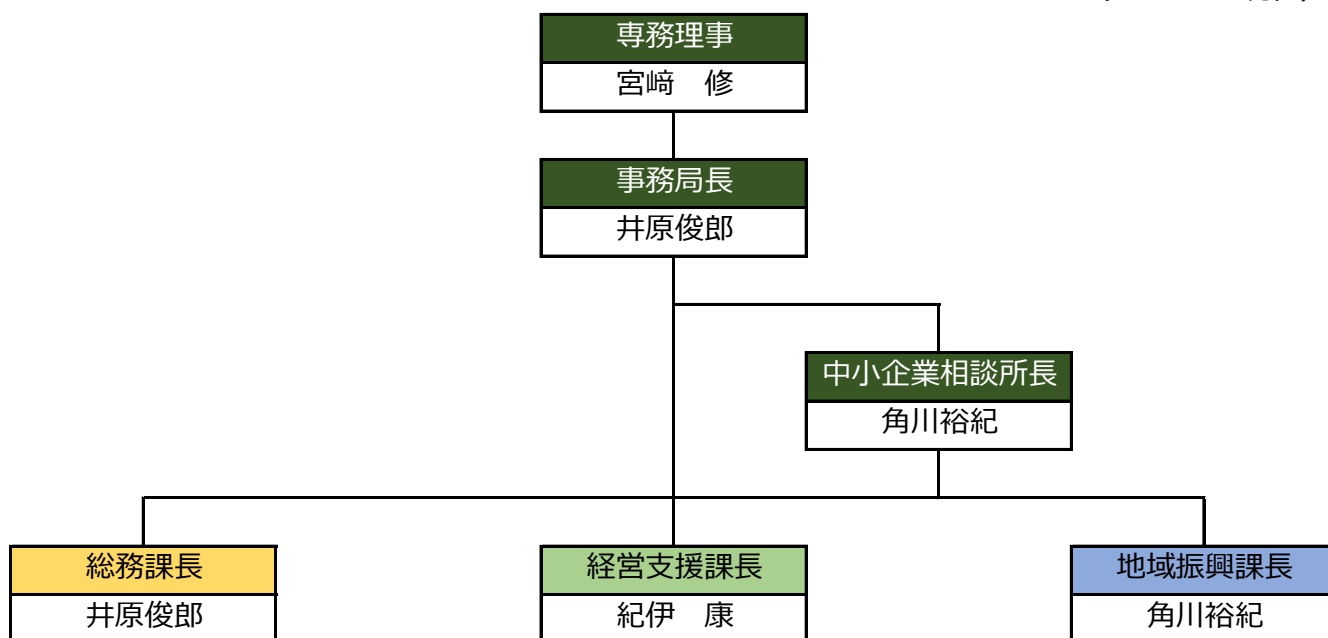 専務理事
宮﨑　修
事務局長
井原俊郎
中小企業相談所長
角川裕紀
総務課長
経営支援課長
地域振興課長
井原俊郎
紀伊　康
角川裕紀